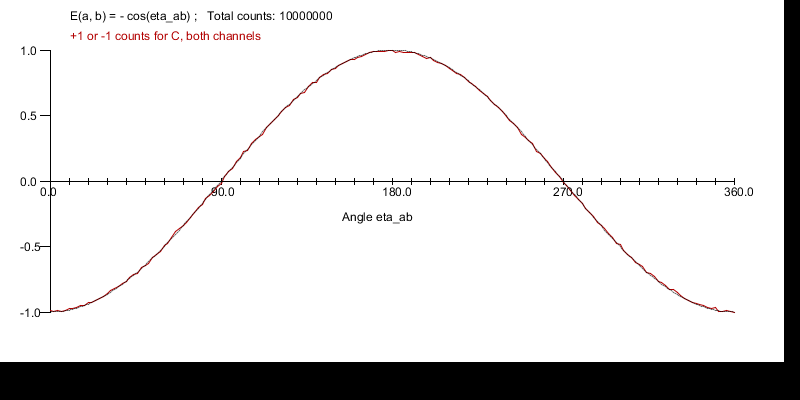 E(a, b) = - cos(eta_ab) ;   Total counts: 10000000
+1 or -1 counts for C, both channels
1.0
0.5
0.0
0.0 90.0 180.0 270.0 360.0
Angle eta_ab
-0.5
-1.0